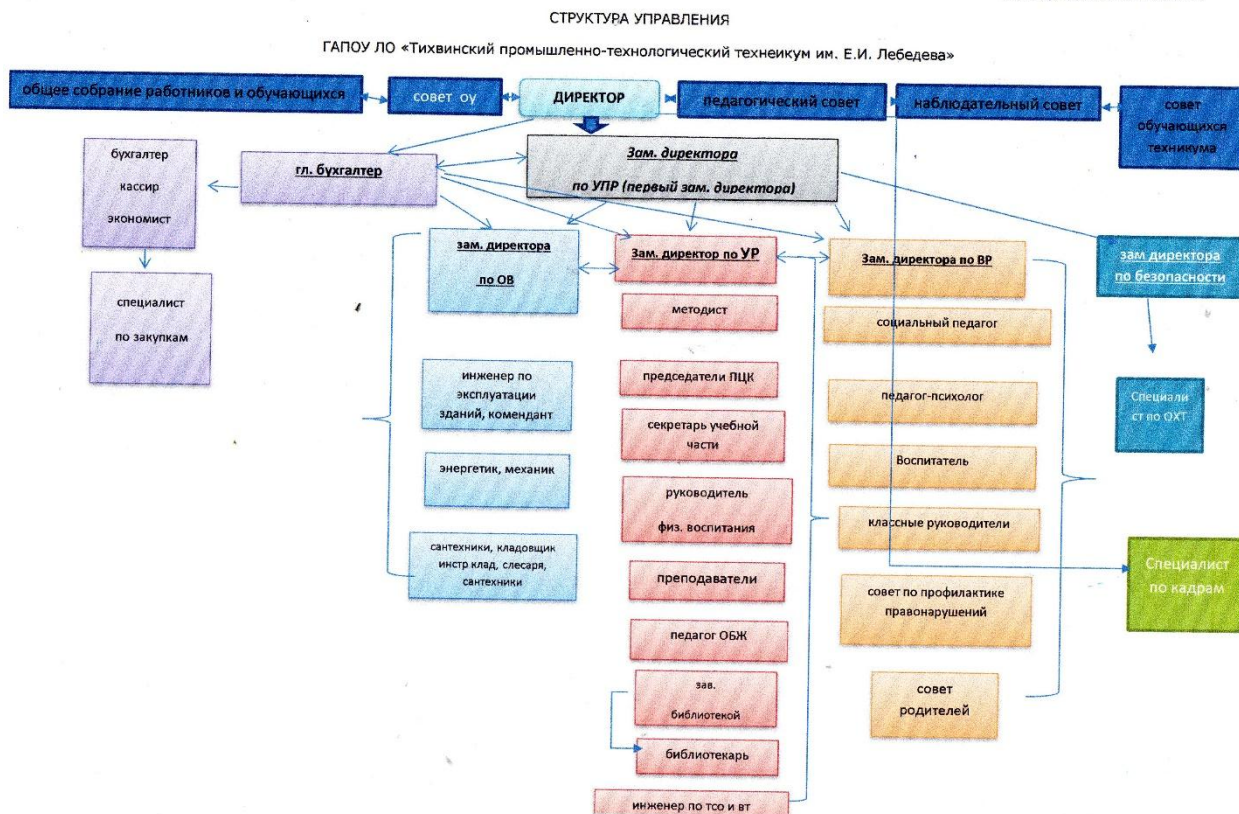 СТРУКТУРА УПРАВЛЕНИЯ
ГАПОУ ЛО «Тихвинский промышленно-технологический технеикум им. Е.И. Лебедева»
общее собрание работников и обучающихся
совет оу
ДИРЕКТОР
педагогический совет
наблюдательный совет
совет
обучающихся
техникума
бухгалтер
кассир
экономист
гл. бухгалтер
Зам. директора
по УПР (первый зам. директора)
специалист
по закупкам
зам. директора
по ОВ
Зам. директор по УР
Зам. директора по ВР
зам директора
по безопасности
инженер по
эксплуатации
зданий, комендант
энергетик, механик
сантехники, кладовщик
инстр клад, слесаря,
сантехники
методист
председатели ПЦК
секретарь учебной
части
руководитель
физ. воспитания
преподаватели
педагог ОБЖ
зав.
библиотекой
библиотекарь
инженер по тсо и вт
социальный педагог
педагог-психолог
Воспитатель
классные руководители
совет по профилактике
правонарушений
совет
родителей
Специали
ст по ОХТ
Специалист
по кадрам